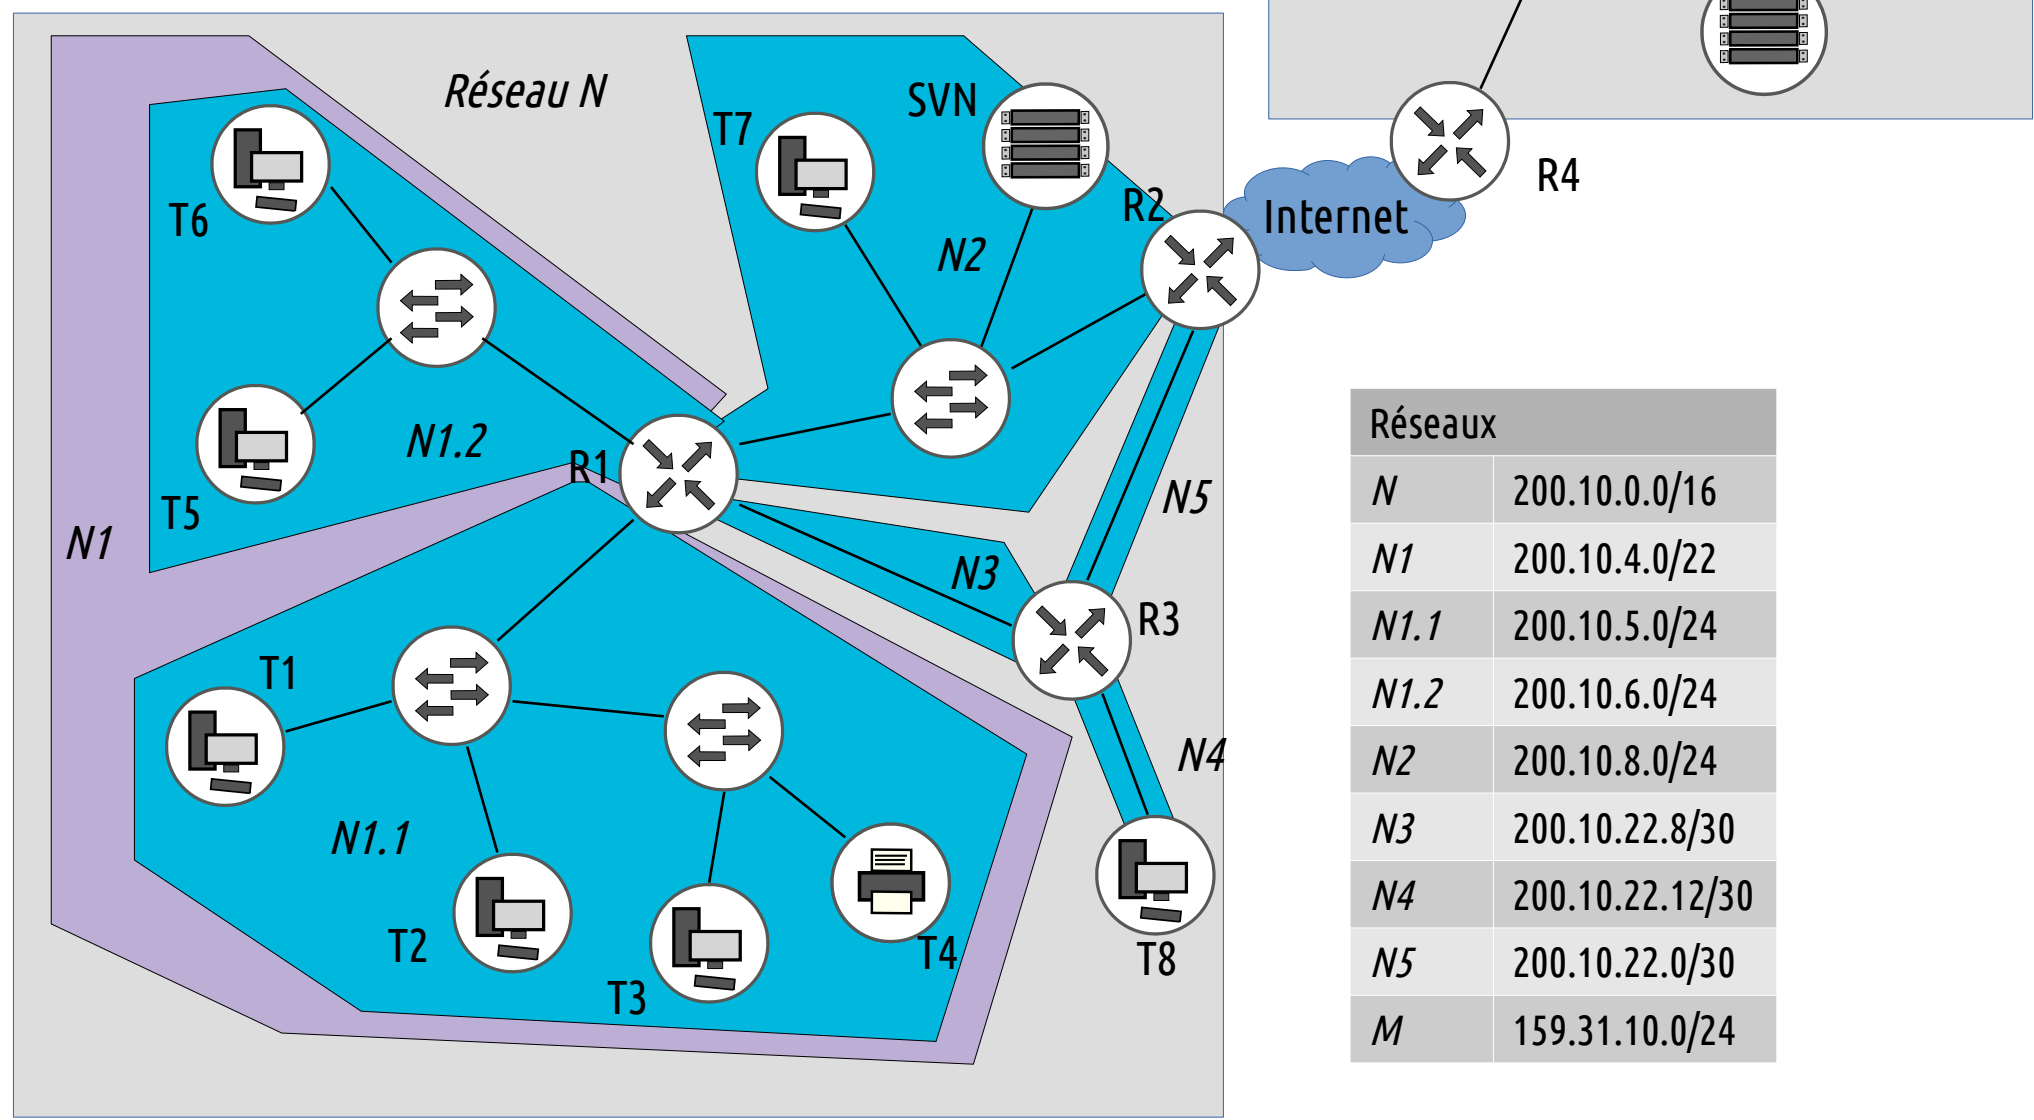 Réseau N
SVN
T7
T6
R2
R4
Internet
N2
N1.2
R1
T5
N1
N5
N3
R3
T1
N4
N1.1
T2
T3
T4
T8
Réseaux
N 200.10.0.0/16
N1 200.10.4.0/22
N1.1 200.10.5.0/24
N1.2 200.10.6.0/24
N2 200.10.8.0/24
N3 200.10.22.8/30
N4 200.10.22.12/30
N5 200.10.22.0/30
M 159.31.10.0/24